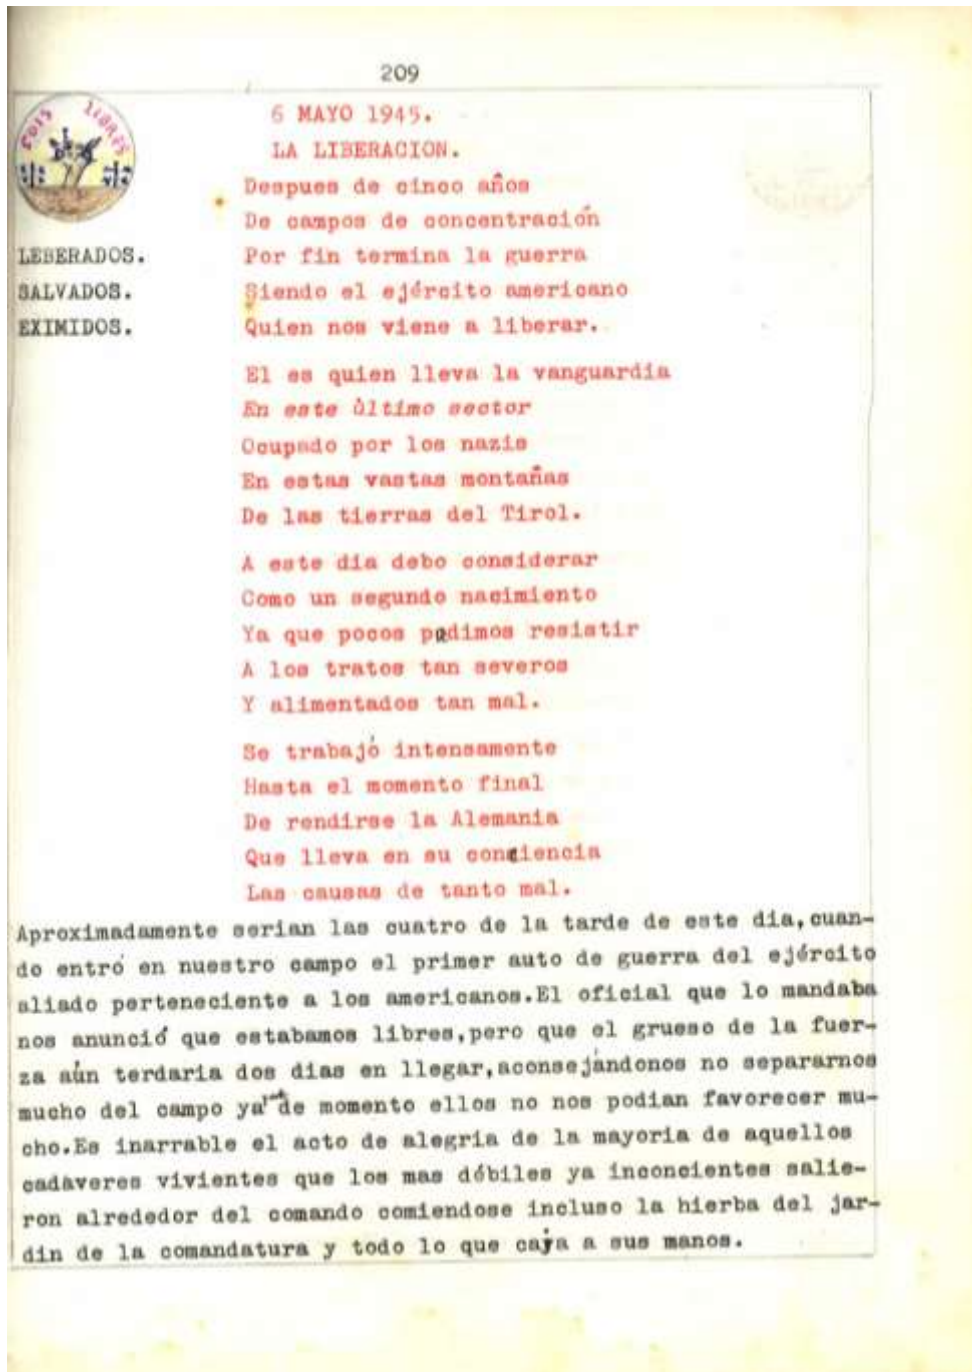 209
SOIS LIBRES
6 MAYO 1945.
LA LIBERACION.
Despues de cinco años
De campos de concentración
LEBERADOS. Por fin termina la guerra
SALVADOS. Siendo el ejército americano
EXIMIDOS. Quien nos viene a liberar.
El es quien lleva la vanguardia
En este ùltimo sector
Ocupado por los nazis
En estas vastas montañas
De las tierras del Tirol.
A este dia debo considerar
Como un segundo nacimiento
Ya que pocos pudimos resistir
A los tratos tan severos
Y alimentados tan mal.
Se trabajó intensamente
Hasta el momento final
De rendirse la Alemania
Que lleva en su conciencia
Las causas de tanto mal.
Aproximadamente serian las cuatro de la tarde de este dia,cuan-
do entró en nuestro campo el primer auto de guerra del ejército
aliado perteneciente a los americanos.El oficial que lo mandaba
nos anunció que estabamos libres,pero que el grueso de la fuer-
za aún terdaria dos dias en llegar,aconsejándonos no separarnos
mucho del campo ya de momento ellos no nos podian favorecer mu-
cho.Es inarrable el acto de alegria de la mayoria de aquellos
cadaveres vivientes que los mas débiles ya inconcientes salie-
ron alrededor del comando comiendose incluso la hierba del jar-
din de la comandatura y todo lo que caja a sus manos.